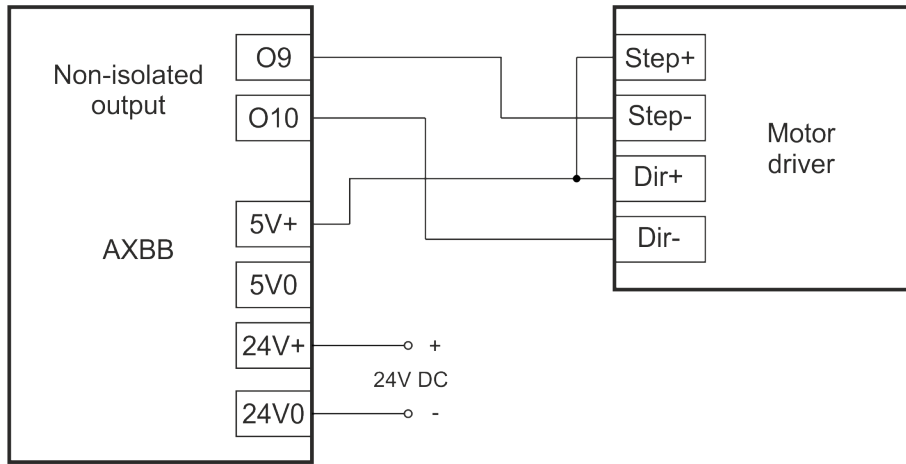 Non-isolated
output
AXBB
O9
O10
5V+
5V0
24V+
24V0
+
24V DC
-
Step+
Step-
Dir+
Dir-
Motor
driver